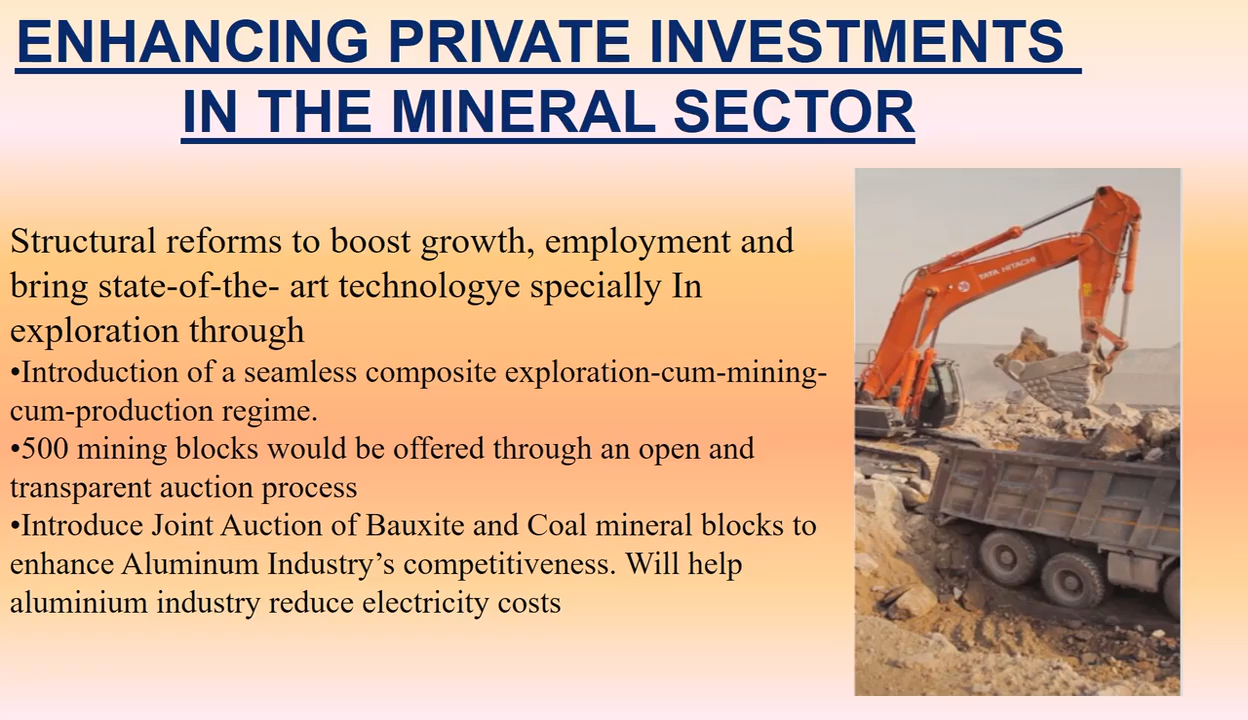 ENHANCING PRIVATE INVESTMENTS
IN THE MINERAL SECTOR
Structural reforms to boost growth, employment and
bring state-of-the- art technologye specially In
exploration through
•Introduction of a seamless composite exploration-cum-mining-
cum-production regime.
•500 mining blocks would be offered through an open and
transparent auction process
•Introduce Joint Auction of Bauxite and Coal mineral blocks to
enhance Aluminum Industry’s competitiveness. Will help
aluminium industry reduce electricity costs
TATA HITACHI